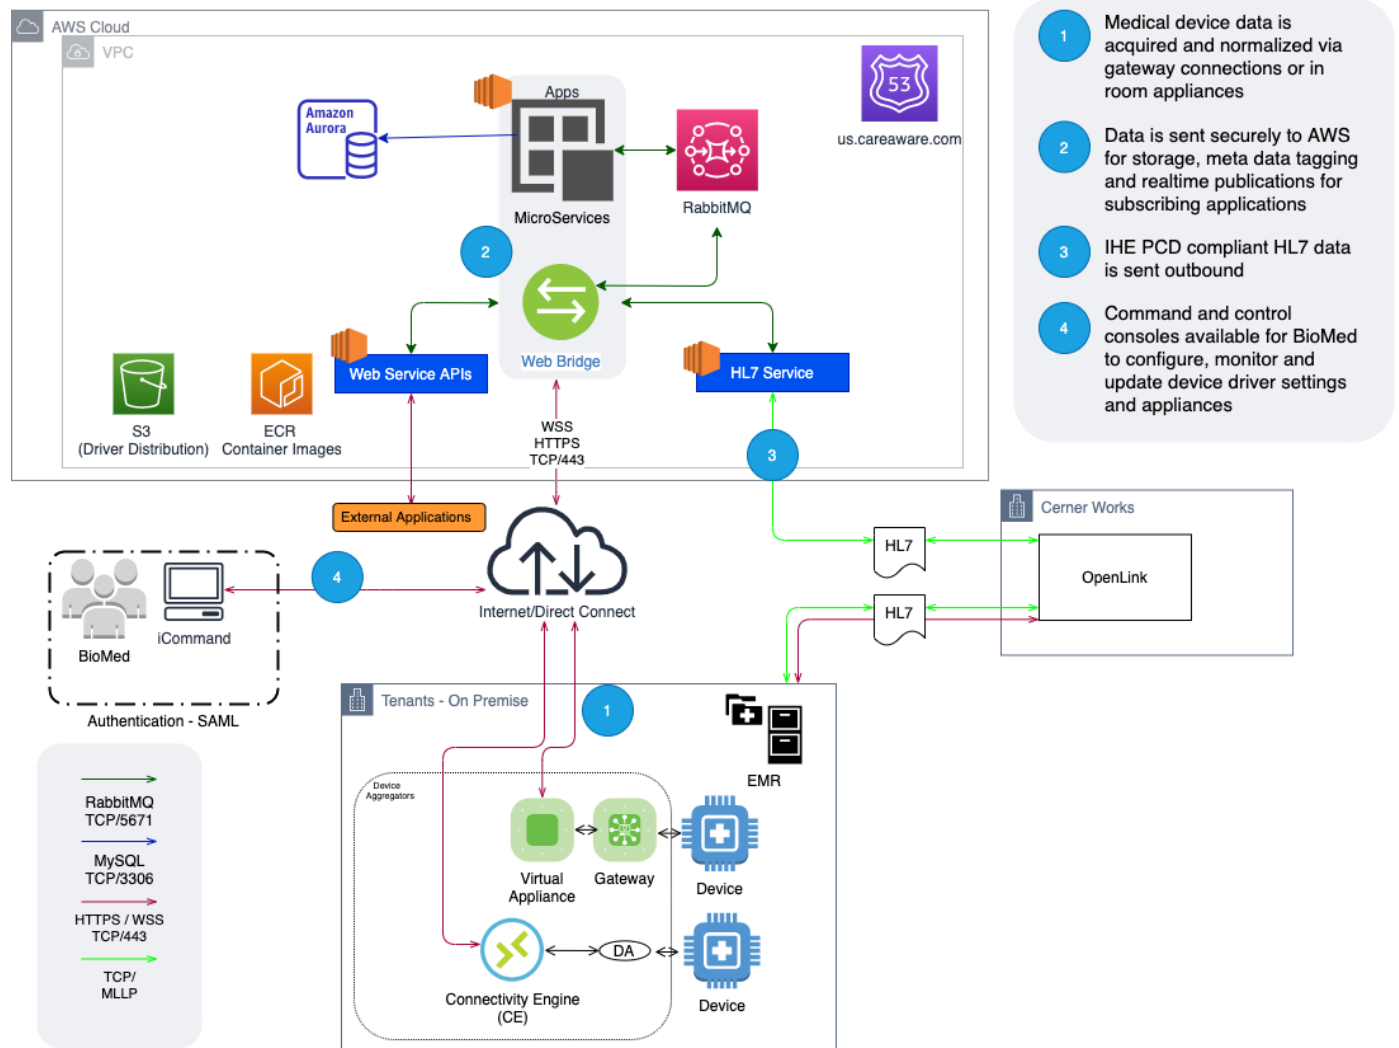 AWS Cloud
VPC
Amazon
Aurora
Apps
MicroServices
RabbitMQ
53
us.careaware.com
2
Web Bridge
Web Service APIs
HL7 Service
S3
(Driver Distribution)
ECR
Container Images
WSS
HTTPS
TCP/443
3
External Applications
1
Medical device data is
acquired and normalized via
gateway connections or in
room appliances
2
Data is sent securely to AWS
for storage, meta data tagging
and realtime publications for
subscribing applications
3
IHE PCD compliant HL7 data
is sent outbound
4
Command and control
consoles available for BioMed
to configure, monitor and
update device driver settings
and appliances
Cerner Works
OpenLink
HL7
HL7
4
Internet/Direct Connect
iCommand
BioMed
Authentication - SAML
Tenants - On Premise
1
EMR
Device
Aggregators
Virtual
Appliance
Gateway
Device
DA
Connectivity Engine
(CE)
Device
RabbitMQ
TCP/5671
MySQL
TCP/3306
HTTPS / WSS
TCP/443
TCP/
MLLP